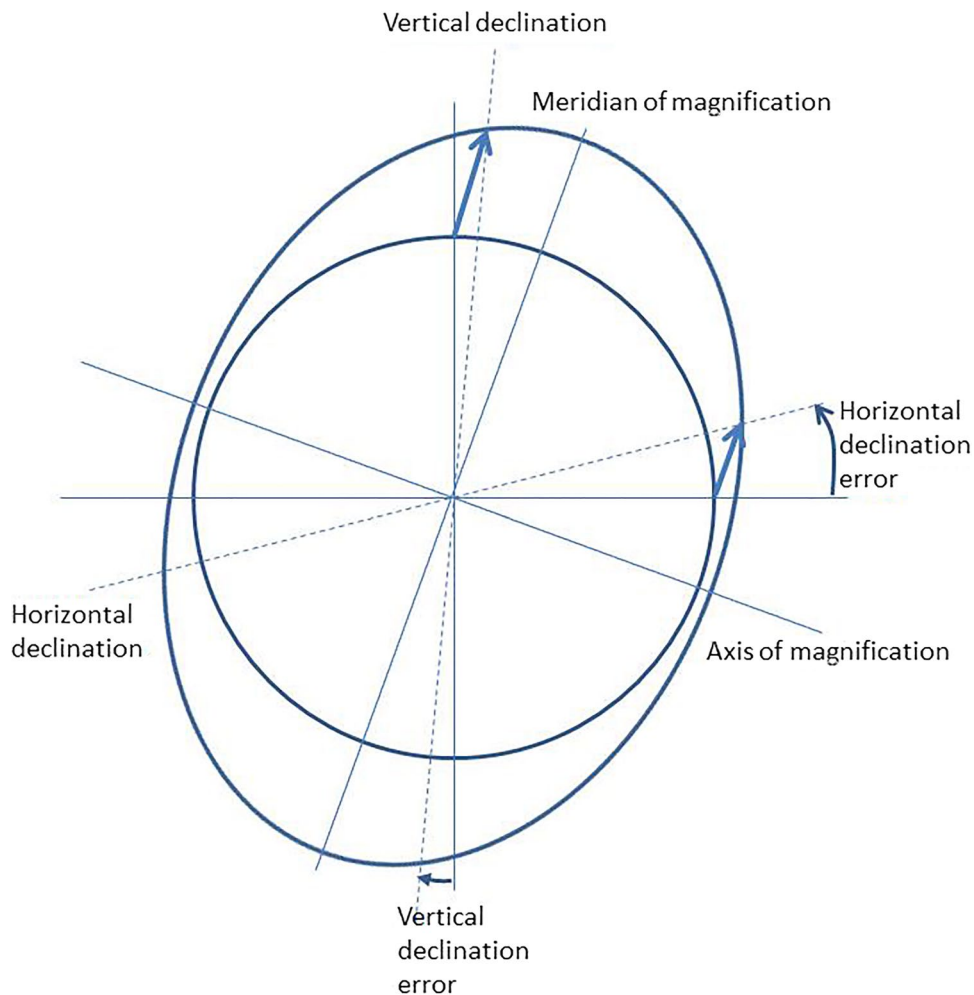 Vertical declination
Meridian of magnification
Horizontal
declination
error
Horizontal
declination
Axis of magnification
Vertical
declination
error